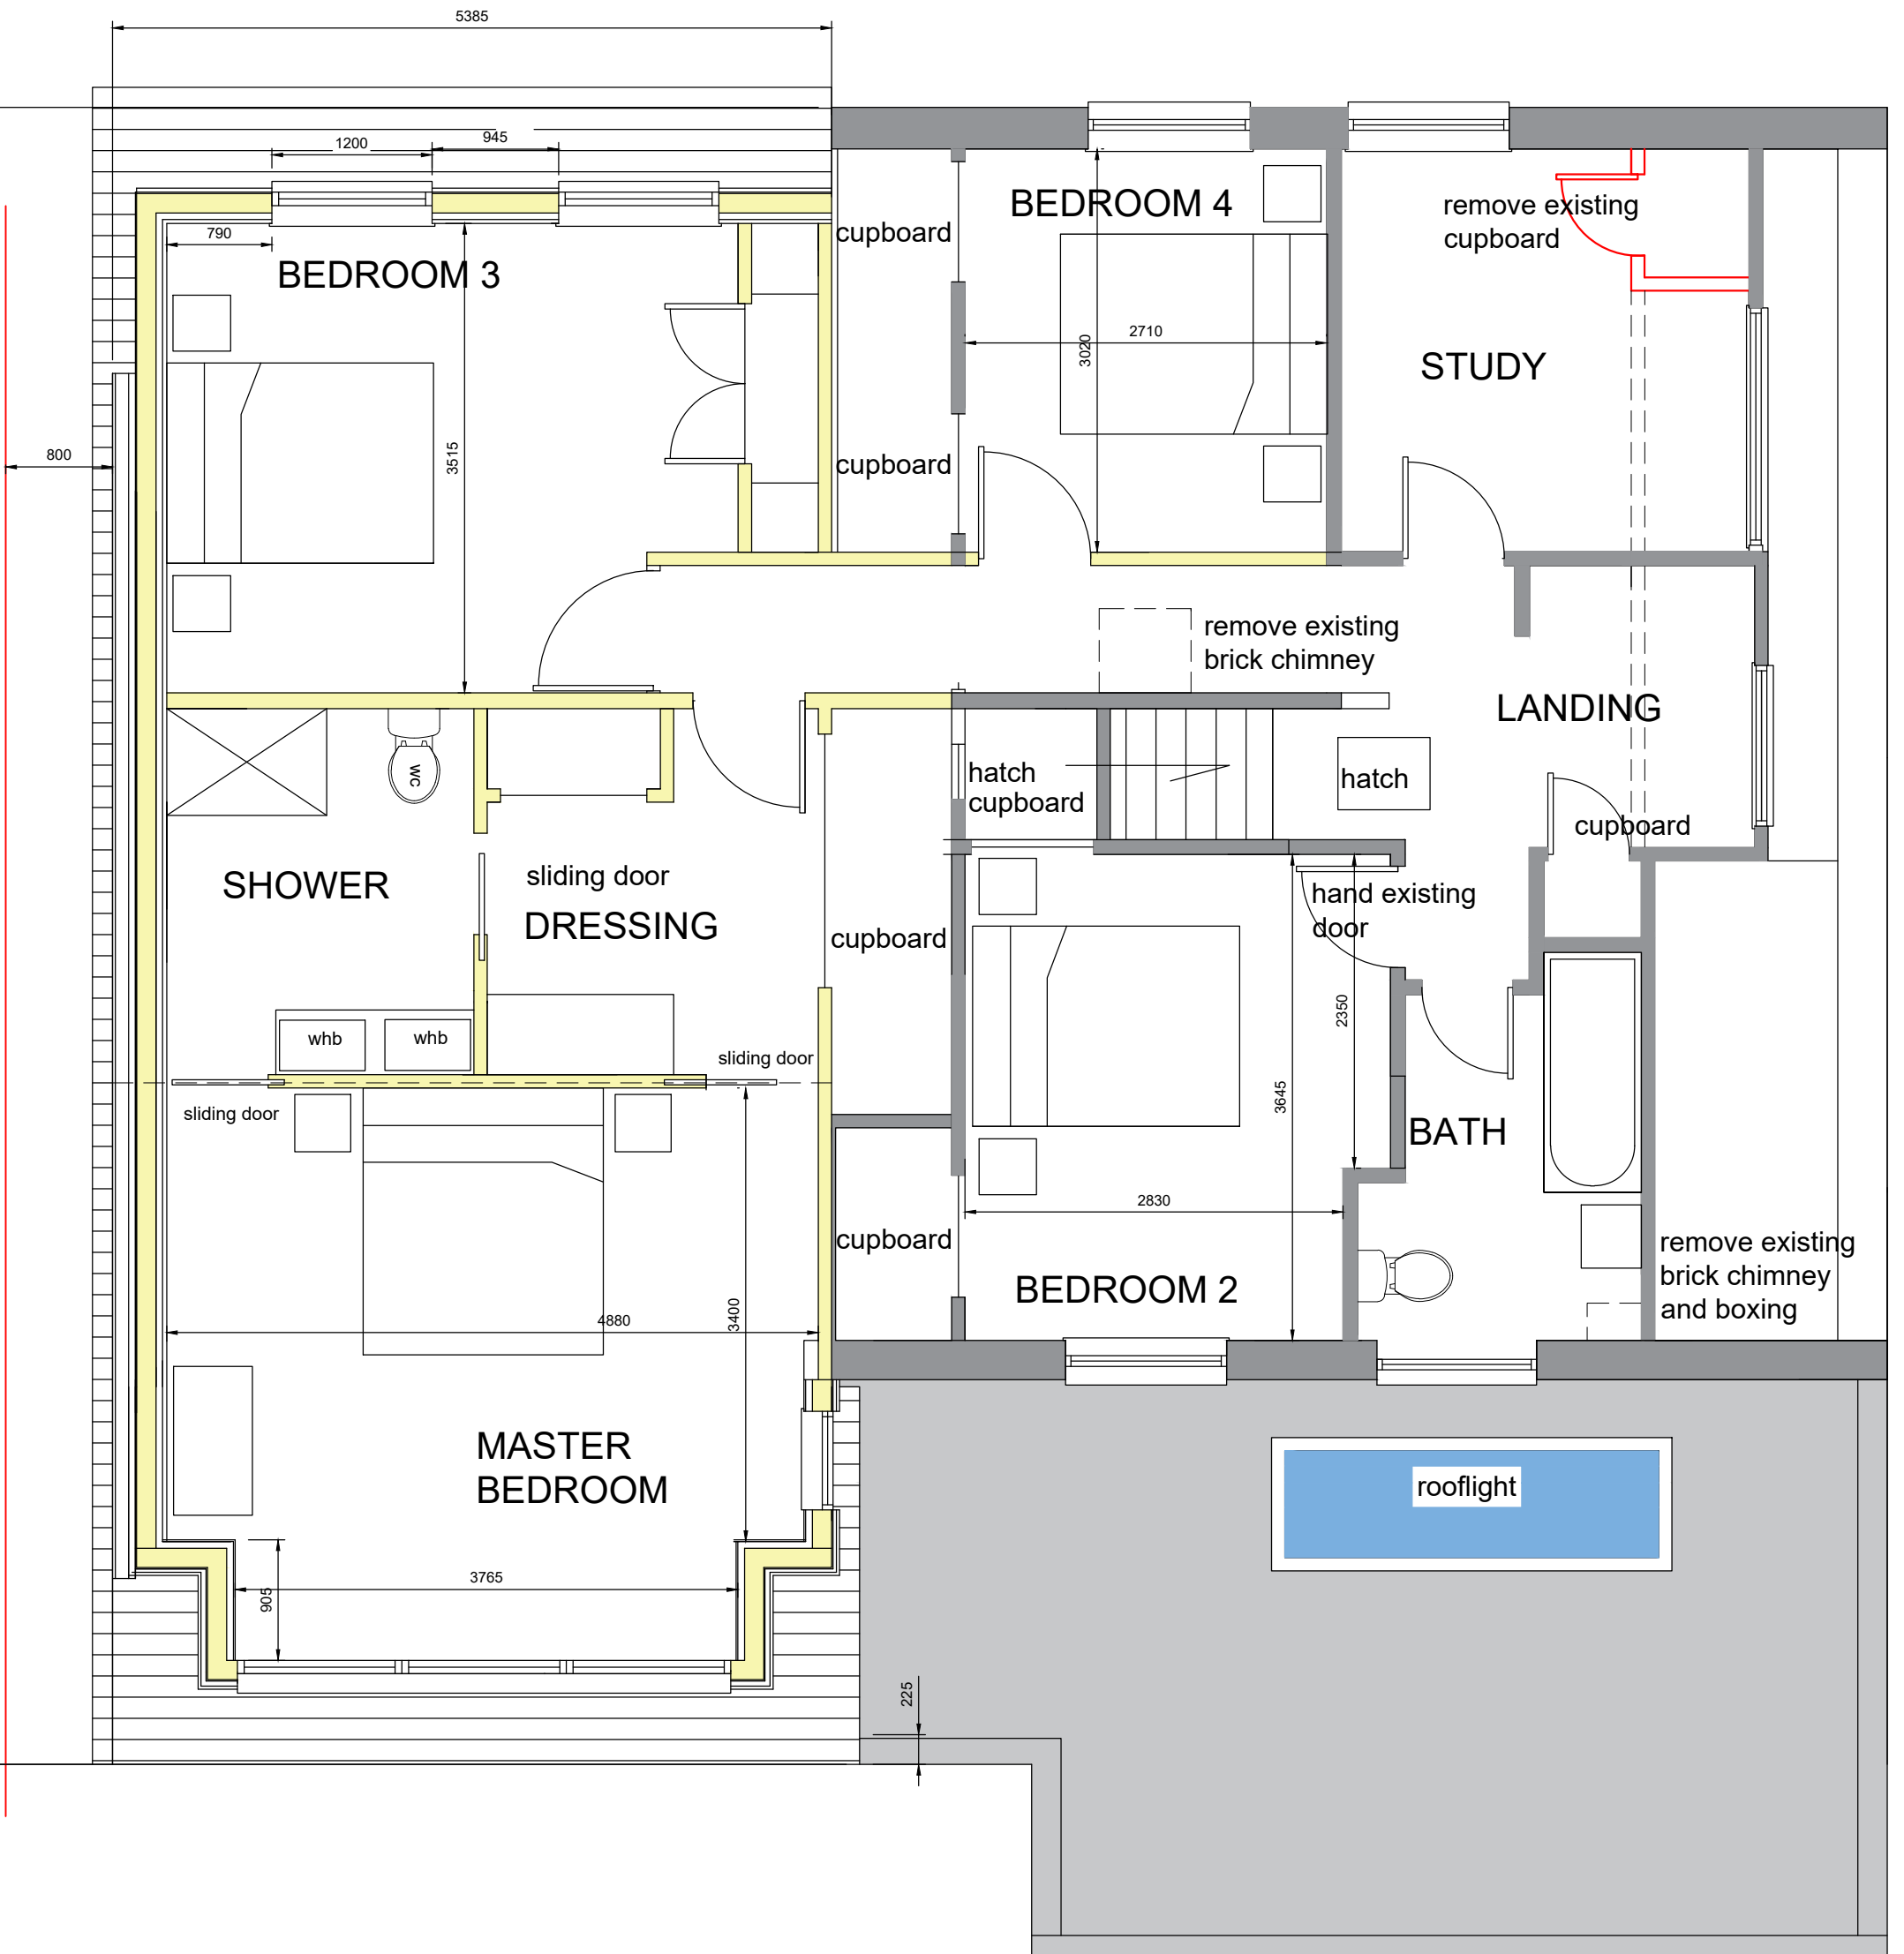 5385
1200
945
790
BEDROOM 3
cupboard
BEDROOM 4
remove existing
cupboard
2710
3020
STUDY
800
3515
cupboard
remove existing
brick chimney
LANDING
WC
hatch
cupboard
hatch
cupboard
SHOWER
sliding door
DRESSING
cupboard
hand existing
door
2350
whb
whb
sliding door
sliding door
3645
BATH
2830
cupboard
BEDROOM 2
remove existing
brick chimney
and boxing
4880
3400
MASTER
BEDROOM
rooflight
3765
905
225